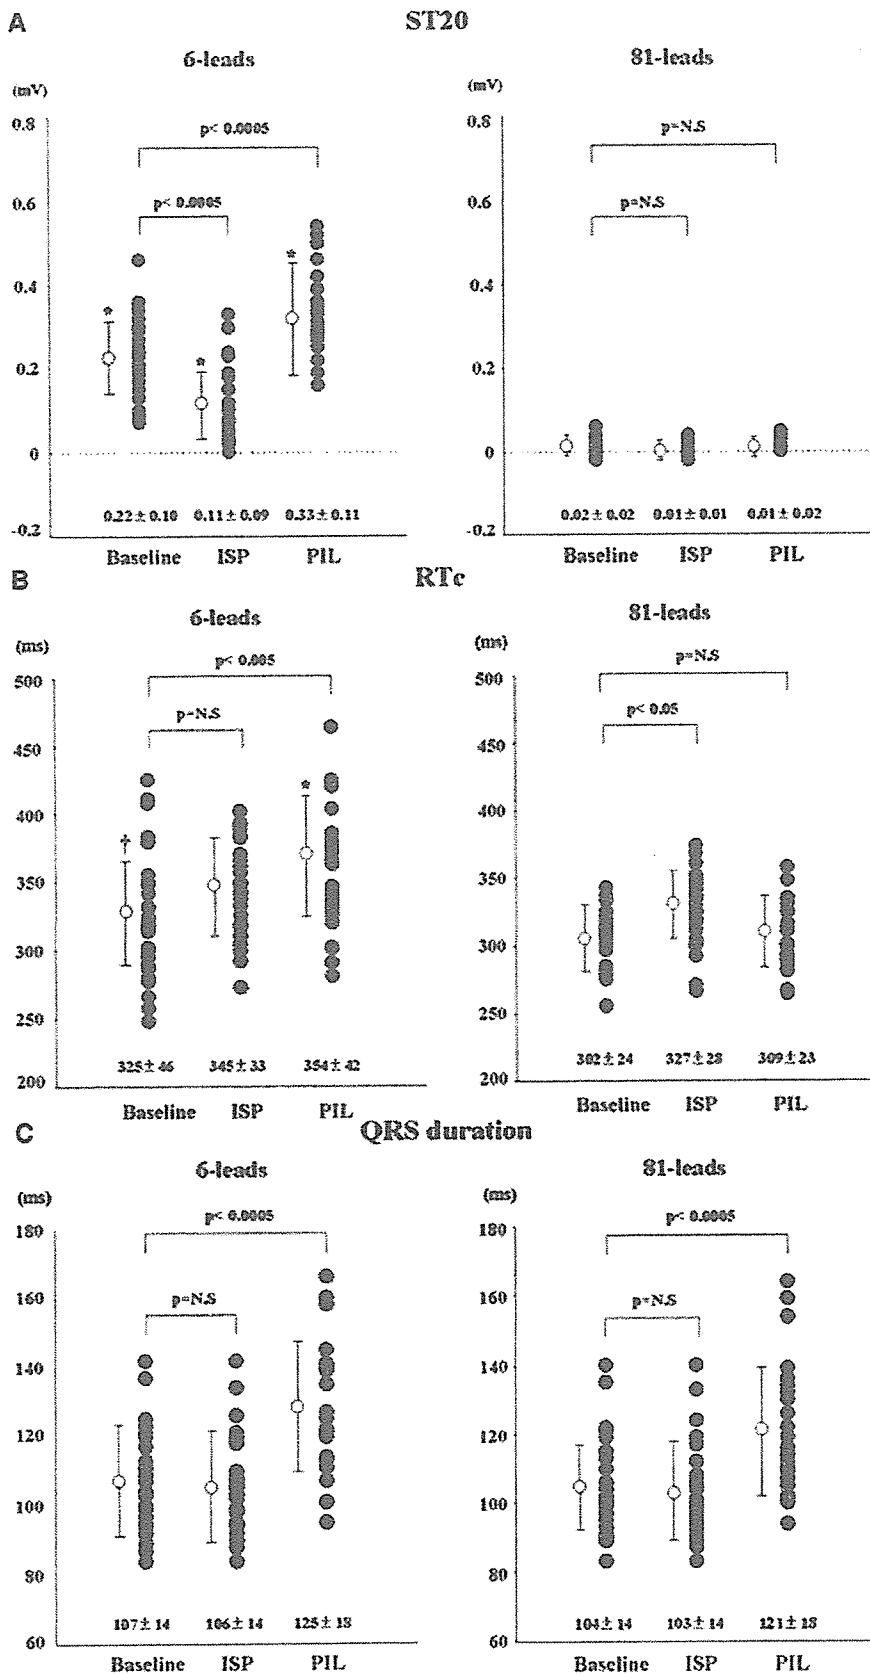 A
ST20
6-leads
81-leads
(mV)
(mV)
0.8
0.6
0.4
0.2
0
-0.2
p< 0.0005
p< 0.0005
*
*
*
0.22± 0.10 0.11± 0.09 0.33± 0.11
Baseline ISP PIL
0.8
0.6
0.4
0.2
0
-0.2
p=N.S
p=N.S
0.02± 0.02 0.01± 0.01 0.01± 0.02
Baseline ISP PIL
B
RTc
6-leads
81-leads
(ms)
(ms)
500
450
400
350
300
250
200
p< 0.005
p=N.S
†
*
325± 46 345± 33 354± 42
Baseline ISP PIL
500
450
400
350
300
250
200
p=N.S
p< 0.05
302± 24 327± 28 309± 23
Baseline ISP PIL
C
QRS duration
6-leads
81-leads
(ms)
(ms)
180
160
140
120
100
80
60
p< 0.0005
p=N.S
107± 14 106± 14 125± 18
Baseline ISP PIL
180
160
140
120
100
80
60
p< 0.0005
p=N.S
104± 14 103± 14 121± 18
Baseline ISP PIL